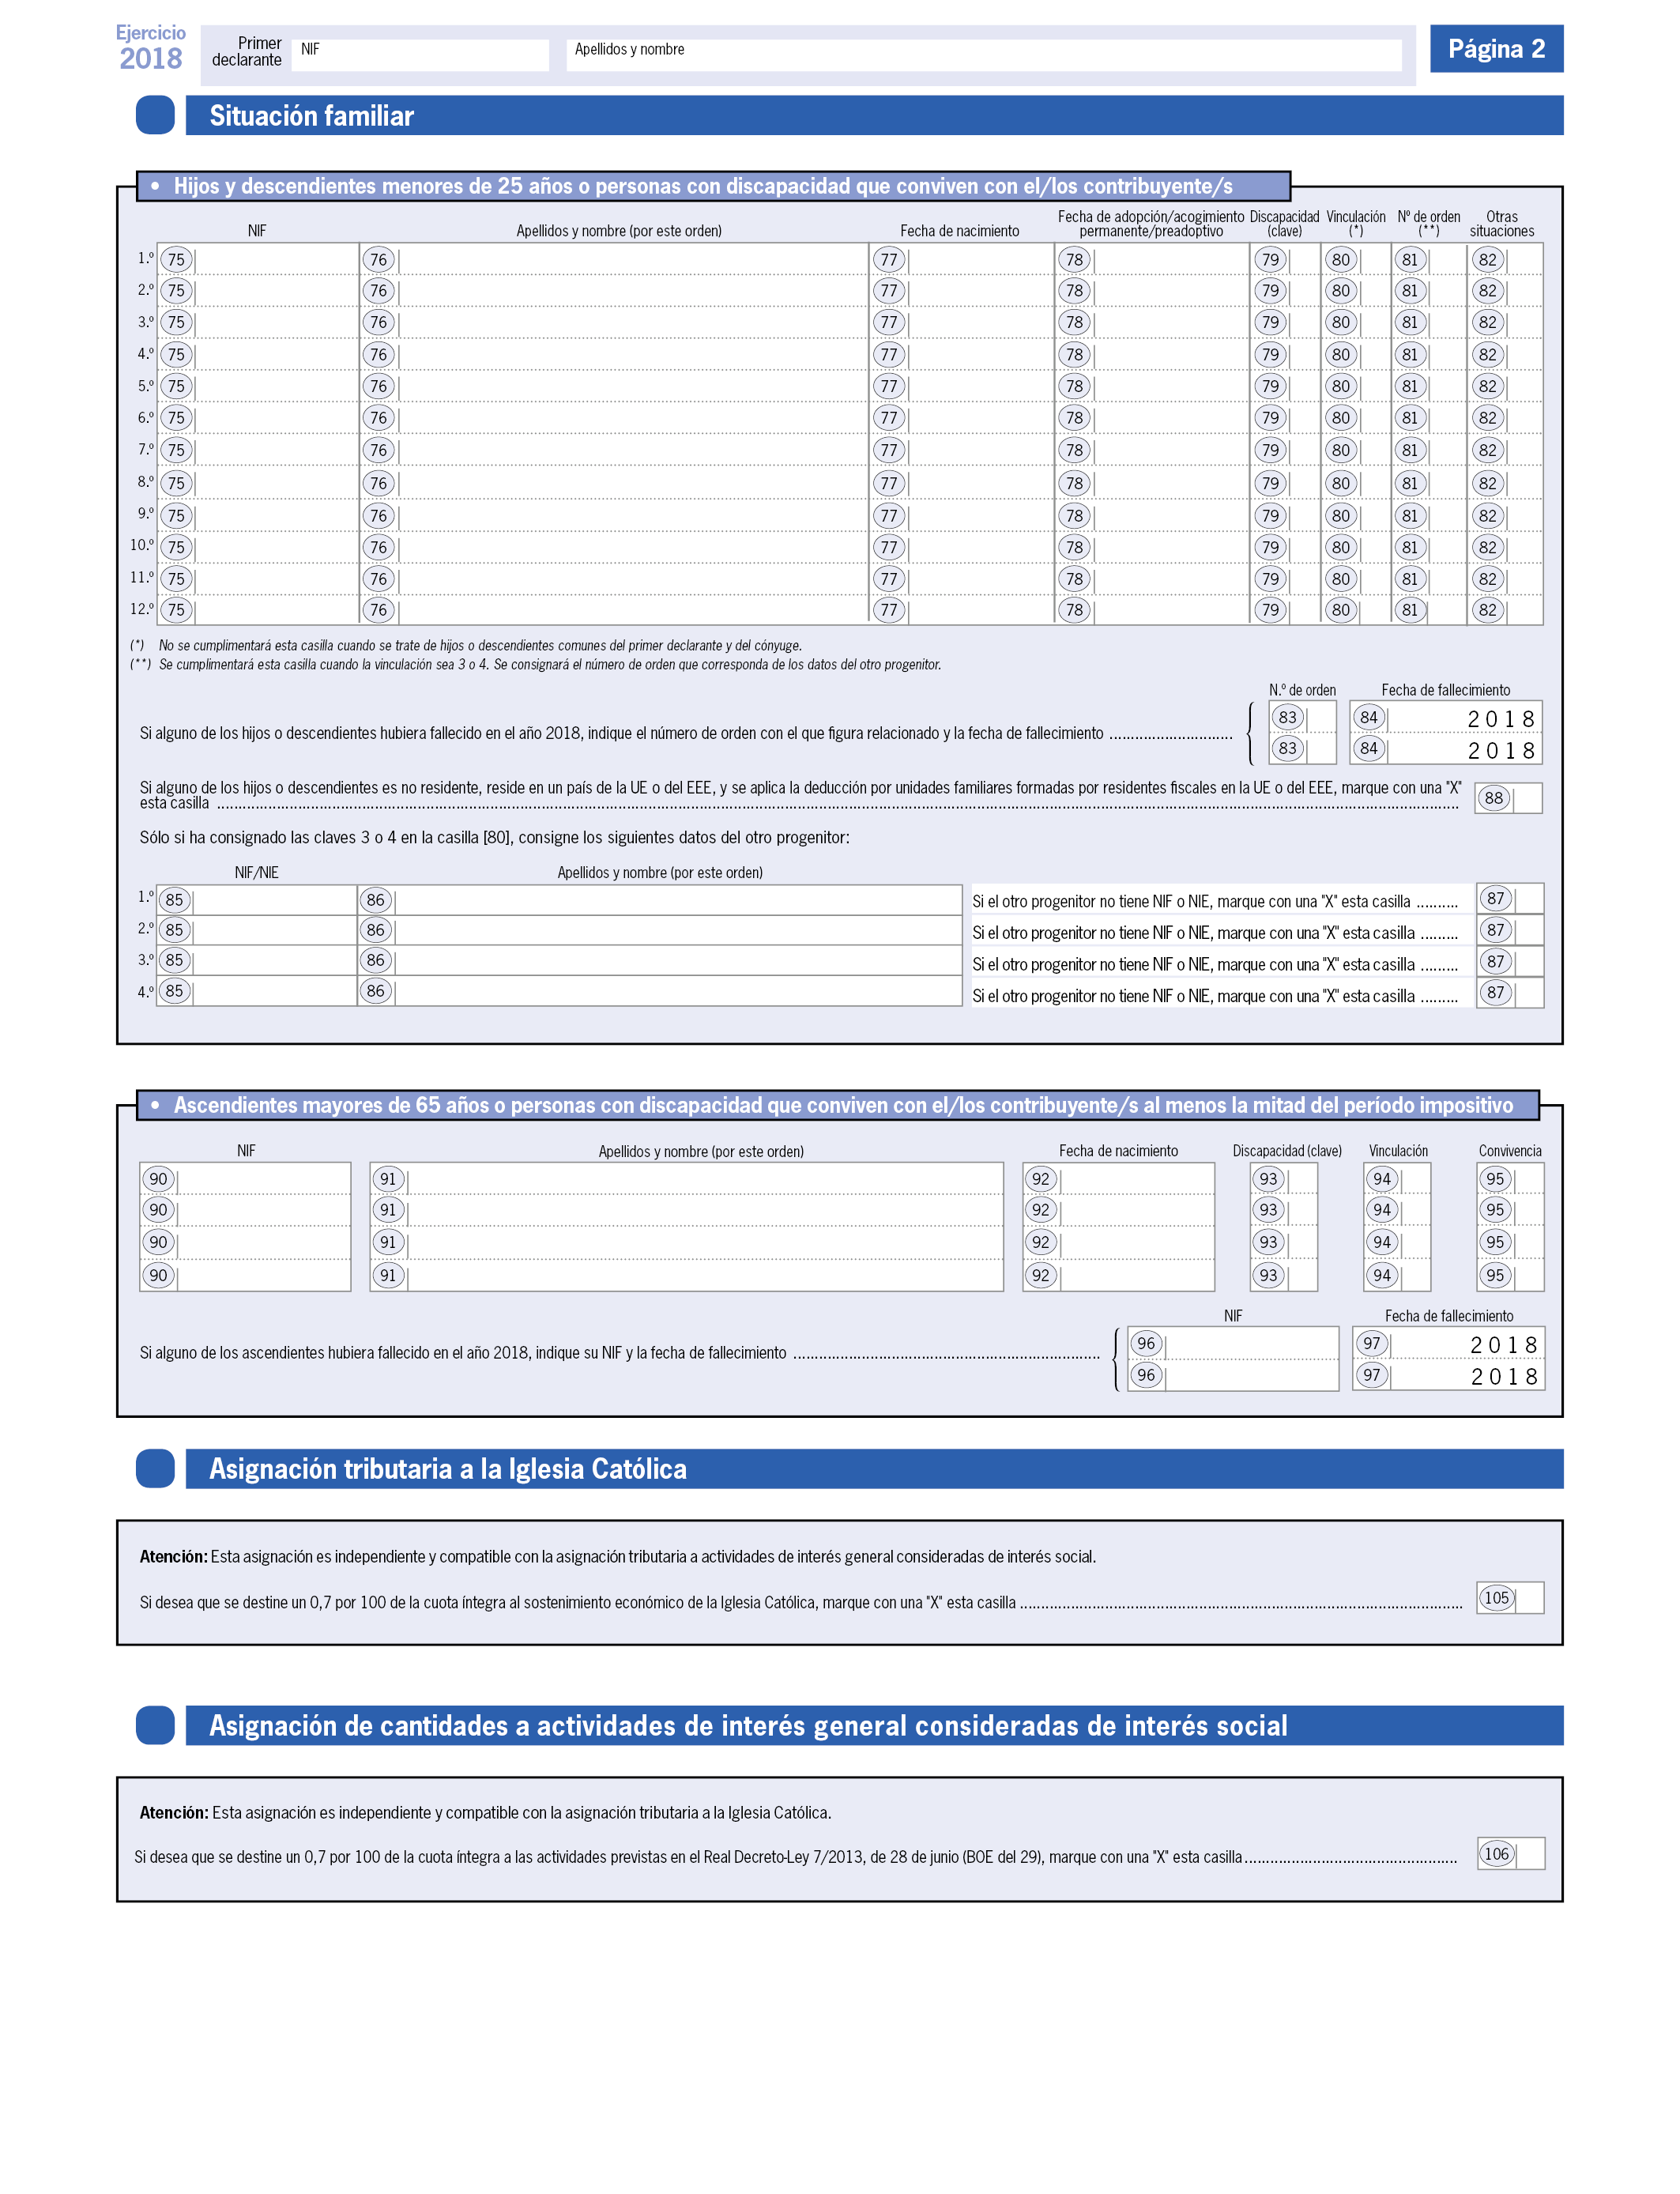 Ejercicio
2018
Primer
declarante
NIF
Apellidos y nombre
Página 2
Situación familiar
• Hijos y descendientes menores de 25 años o personas con discapacidad que conviven con el/los contribuyente/s
NIF
Apellidos y nombre (por este orden)
Fecha de nacimiento
Fecha de adopción/acogimiento
permanente/preadoptivo
Discapacidad
(clave)
Vinculación
(*)
Nº de orden
(**)
Otras
situaciones
1.º 75 76 77 78 79 80 81 82
2.º 75 76 77 78 79 80 81 82
3.º 75 76 77 78 79 80 81 82
4.º 75 76 77 78 79 80 81 82
5.º 75 76 77 78 79 80 81 82
6.º 75 76 77 78 79 80 81 82
7.º 75 76 77 78 79 80 81 82
8.º 75 76 77 78 79 80 81 82
9.º 75 76 77 78 79 80 81 82
10.º 75 76 77 78 79 80 81 82
11.º 75 76 77 78 79 80 81 82
12.º 75 76 77 78 79 80 81 82
(*) No se cumplimentará esta casilla cuando se trate de hijos o descendientes comunes del primer declarante y del cónyuge.
(**) Se cumplimentará esta casilla cuando la vinculación sea 3 o 4. Se consignará el número de orden que corresponda de los datos del otro progenitor.
N.º de orden Fecha de fallecimiento
83 84 2018
Si alguno de los hijos o descendientes hubiera fallecido en el año 2018, indique el número de orden con el que figura relacionado y la fecha de fallecimiento
83 84 2018
Si alguno de los hijos o descendientes es no residente, reside en un país de la UE o del EEE, y se aplica la deducción por unidades familiares formadas por residentes fiscales en la UE o del EEE, marque con una "X"
esta casilla 88
Sólo si ha consignado las claves 3 o 4 en la casilla [80], consigne los siguientes datos del otro progenitor:
NIF/NIE Apellidos y nombre (por este orden)
1.º 85 86 Si el otro progenitor no tiene NIF o NIE, marque con una "X" esta casilla 87
2.º 85 86 Si el otro progenitor no tiene NIF o NIE, marque con una "X" esta casilla 87
3.º 85 86 Si el otro progenitor no tiene NIF o NIE, marque con una "X" esta casilla 87
4.º 85 86 Si el otro progenitor no tiene NIF o NIE, marque con una "X" esta casilla 87
• Ascendientes mayores de 65 años o personas con discapacidad que conviven con el/los contribuyente/s al menos la mitad del período impositivo
NIF Apellidos y nombre (por este orden) Fecha de nacimiento Discapacidad (clave) Vinculación Convivencia
90 91 92 93 94 95
90 91 92 93 94 95
90 91 92 93 94 95
90 91 92 93 94 95
NIF Fecha de fallecimiento
96 97 2018
Si alguno de los ascendientes hubiera fallecido en el año 2018, indique su NIF y la fecha de fallecimiento
96 97 2018
Asignación tributaria a la Iglesia Católica
Atención: Esta asignación es independiente y compatible con la asignación tributaria a actividades de interés general consideradas de interés social.
Si desea que se destine un 0,7 por 100 de la cuota íntegra al sostenimiento económico de la Iglesia Católica, marque con una "X" esta casilla 105
Asignación de cantidades a actividades de interés general consideradas de interés social
Atención: Esta asignación es independiente y compatible con la asignación tributaria a la Iglesia Católica.
Si desea que se destine un 0,7 por 100 de la cuota íntegra a las actividades previstas en el Real Decreto-Ley 7/2013, de 28 de junio (BOE del 29), marque con una "X" esta casilla 106